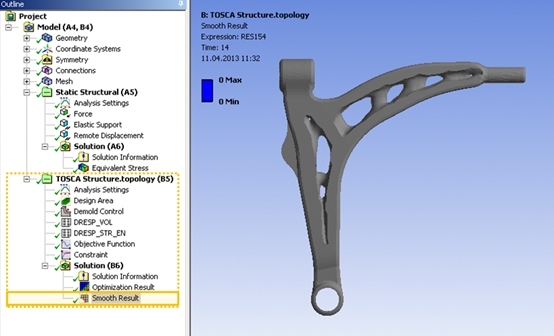 Outline
Project
Model (A4, B4)
Geometry
Coordinate Systems
Symmetry
Connections
Mesh
Static Structural (A5)
Analysis Settings
Force
Elastic Support
Remote Displacement
Solution (A6)
Solution Information
Equivalent Stress
TOSCA Structure.topology (B5)
Analysis Settings
Design Area
Demold Control
DRESP_VOL
DRESP_STR_EN
Objective Function
Constraint
Solution (B6)
Solution Information
Optimization Result
Smooth Result
B: TOSCA Structure.topology
Smooth Result
Expression: RES154
Time: 14
11.04.2013 11:32
0 Max
0 Min